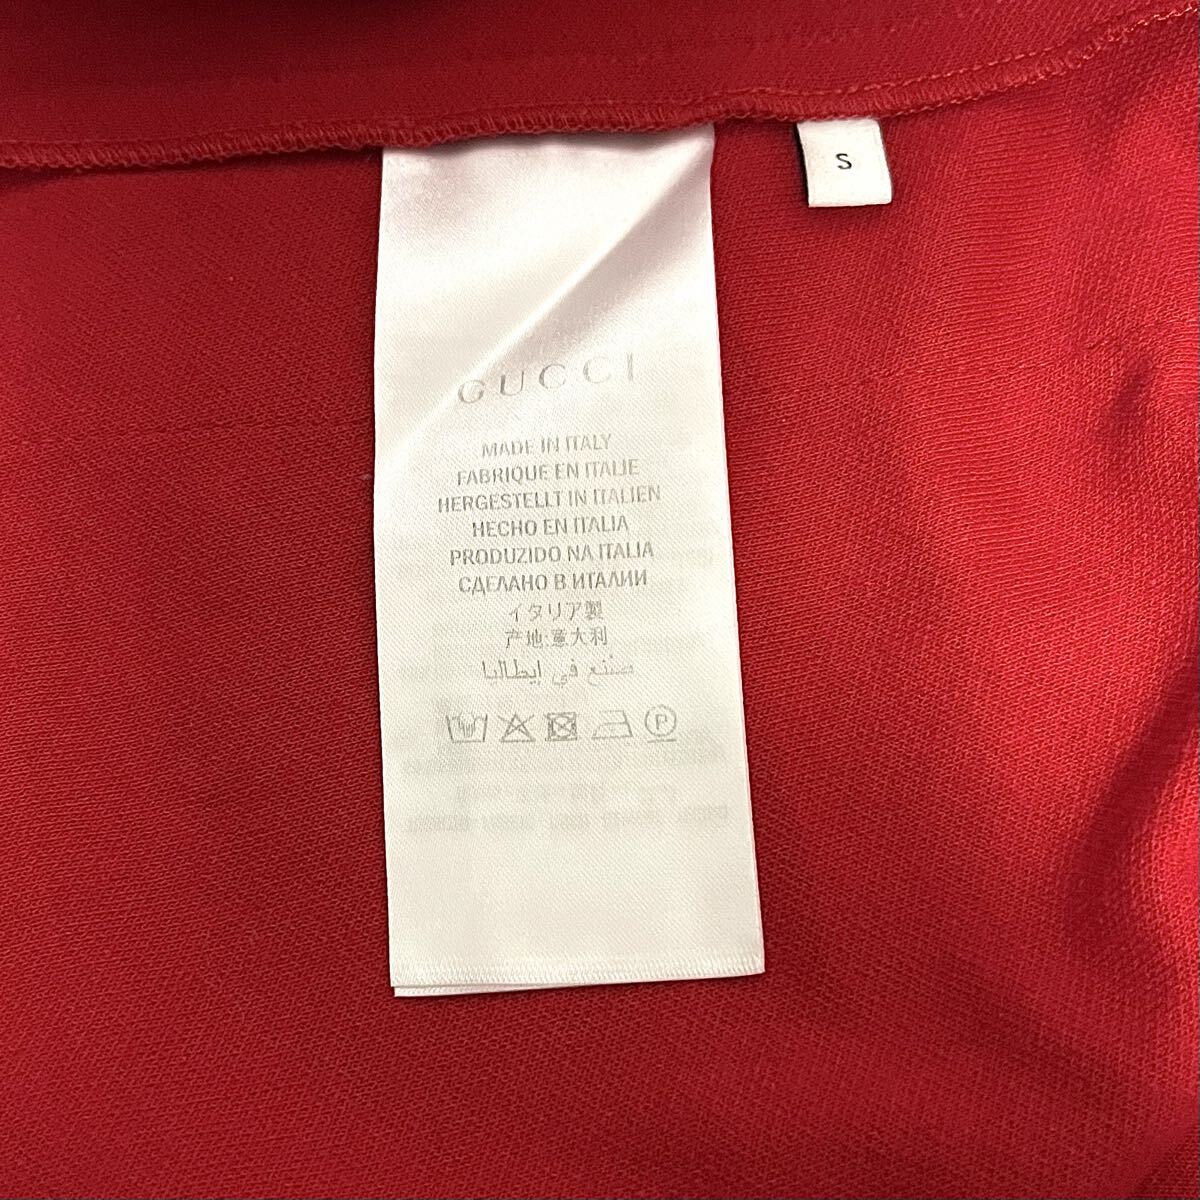 S
GUCCI
MADE IN ITALY
FABRIQUE EN ITALIE
HERGESTELLT IN ITALIEN
HECHO EN ITALIA
PRODUZIDO NA ITALIA
СДЕЛАНО В ИТАЛИИ
イタリア製
产地:意大利
صنع في إيطاليا
P